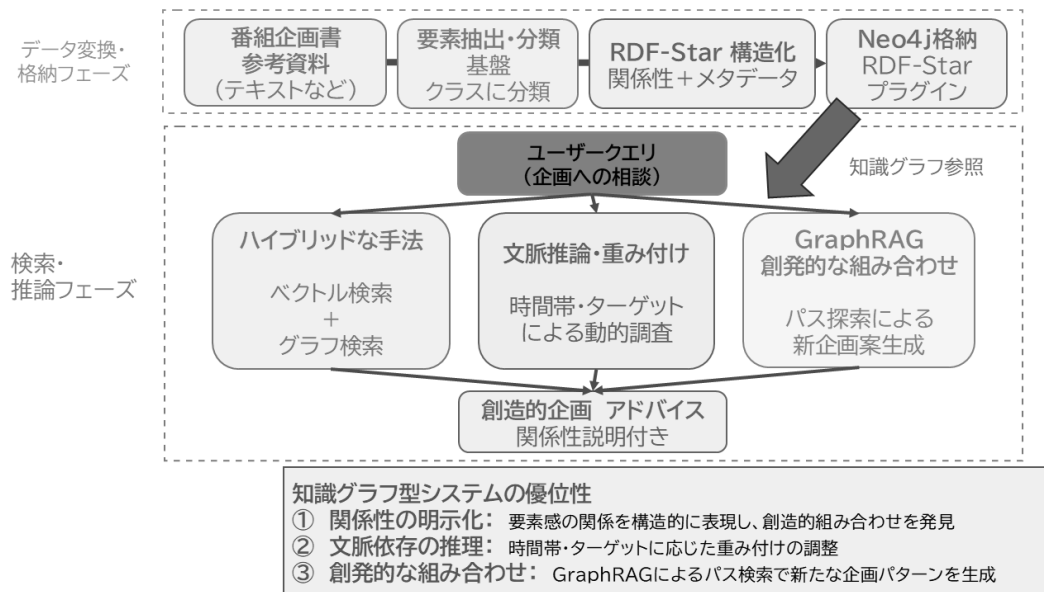 データ変換・
格納フェーズ
番組企画書
参考資料
（テキストなど）
要素抽出・分類
基盤
クラスに分類
RDF-Star 構造化
関係性＋メタデータ
Neo4j格納
RDF-Star
プラグイン
ユーザークエリ
（企画への相談）
知識グラフ参照
検索・
推論フェーズ
ハイブリッドな手法
ベクトル検索
＋
グラフ検索
文脈推論・重み付け
時間帯・ターゲット
による動的調査
GraphRAG
創発的な組み合わせ
パス探索による
新企画案生成
創造的企画　アドバイス
関係性説明付き
知識グラフ型システムの優位性
① 関係性の明示化： 要素感の関係を構造的に表現し、創造的組み合わせを発見
② 文脈依存の推理： 時間帯・ターゲットに応じた重み付けの調整
③ 創発的な組み合わせ： GraphRAGによるパス検索で新たな企画パターンを生成